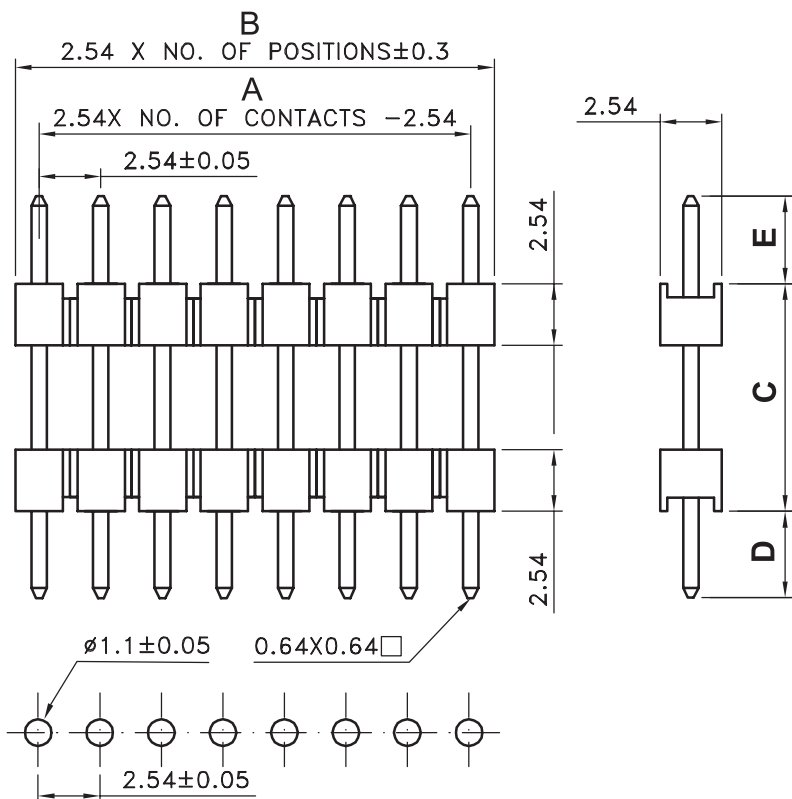 B
2.54 X NO. OF POSITIONS±0.3
A
2.54X NO. OF CONTACTS -2.54
2.54±0.05
2.54
2.54
E
C
2.54
D
ø1.1±0.05
0.64X0.64□
2.54±0.05